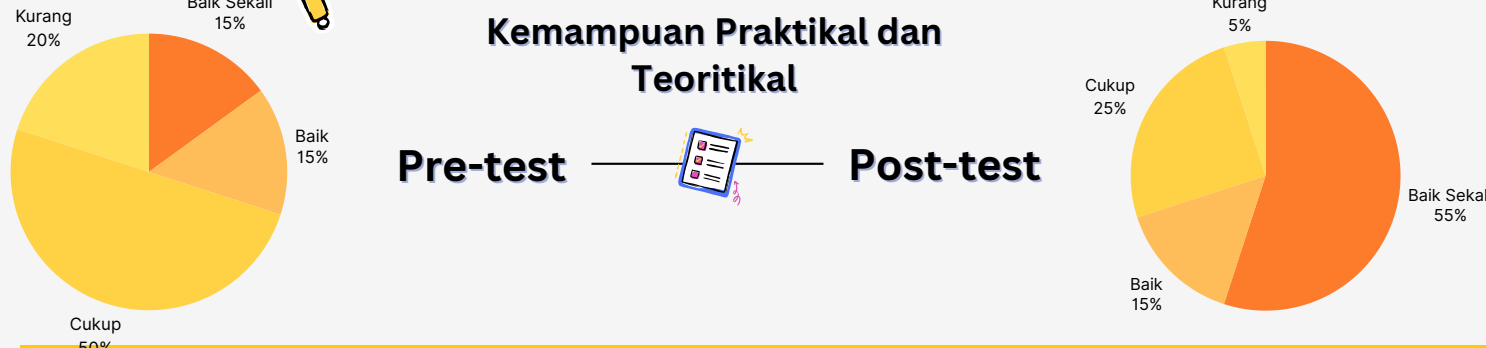 Kurang
20%
Baik Sekali
15%
Baik
15%
Cukup
50%
Kemampuan Praktikal dan
Teoritikal
Pre-test
Post-test
Kurang
5%
Cukup
25%
Baik
15%
Baik Sekal
55%